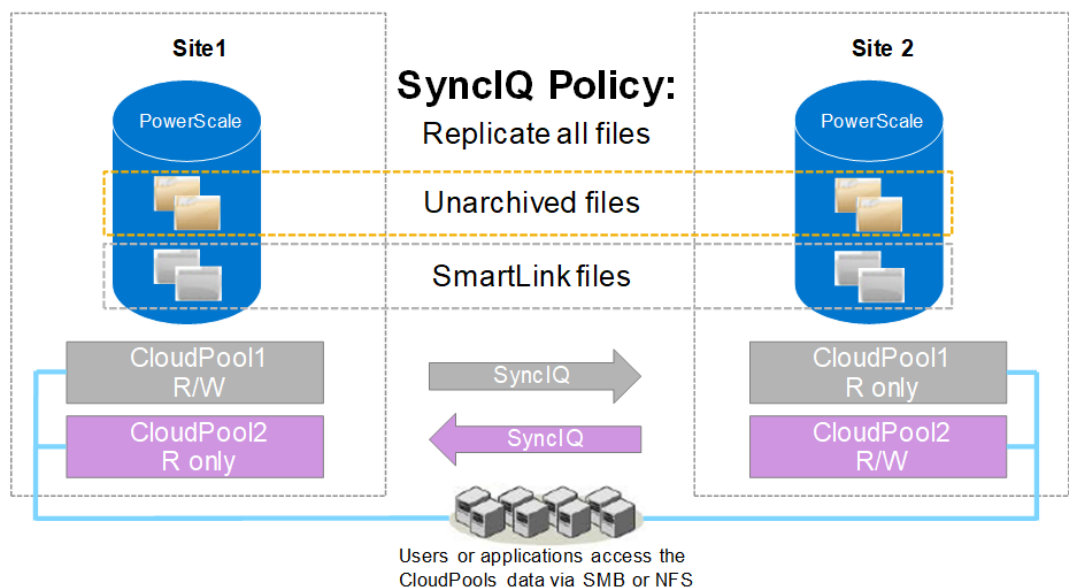 Site1
Site 2
SyncIQ Policy:
PowerScale
PowerScale
Replicate all files
Unarchived files
SmartLink files
CloudPool1
R/W
SyncIQ
CloudPool1
R only
CloudPool2
R only
SyncIQ
CloudPool2
R/W
Users or applications access the
CloudPools data via SMB or NFS